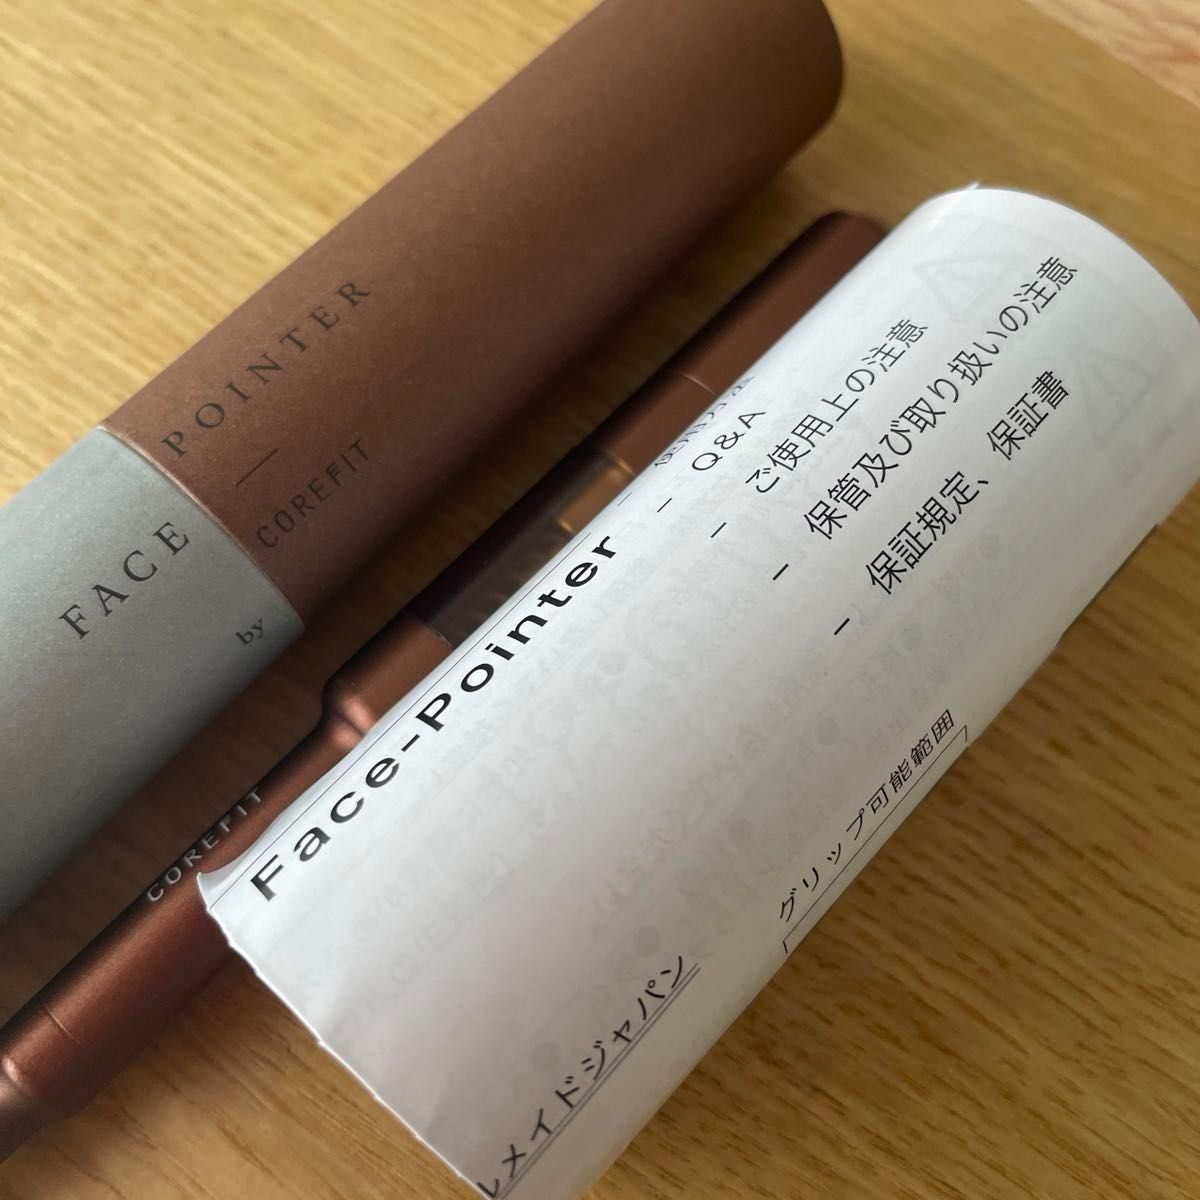 FACE POINTER
by COREFIT
COREFIT
Face-Pointer
Q&A
ご使用上の注意
保管及び取り扱いの注意
保証規定、保証書
グリップ可能範囲
メイドジャパン